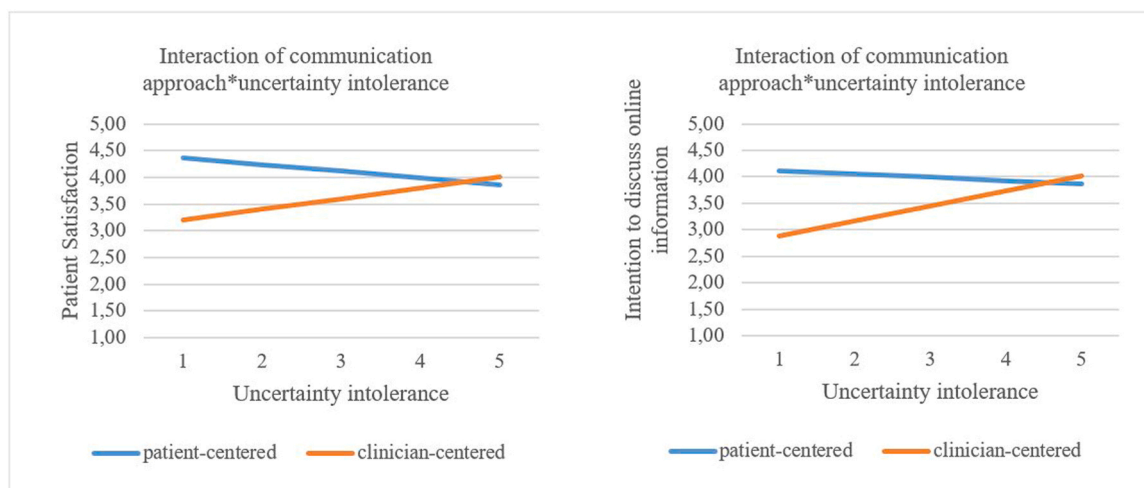 Interaction of communication
approach*uncertainty intolerance
Patient Satisfaction
5,00
4,50
4,00
3,50
3,00
2,50
2,00
1,50
1,00
1 2 3 4 5
Uncertainty intolerance
patient-centered clinician-centered
Interaction of communication
approach*uncertainty intolerance
Intention to discuss online
information
5,00
4,50
4,00
3,50
3,00
2,50
2,00
1,50
1,00
1 2 3 4 5
Uncertainty intolerance
patient-centered clinician-centered